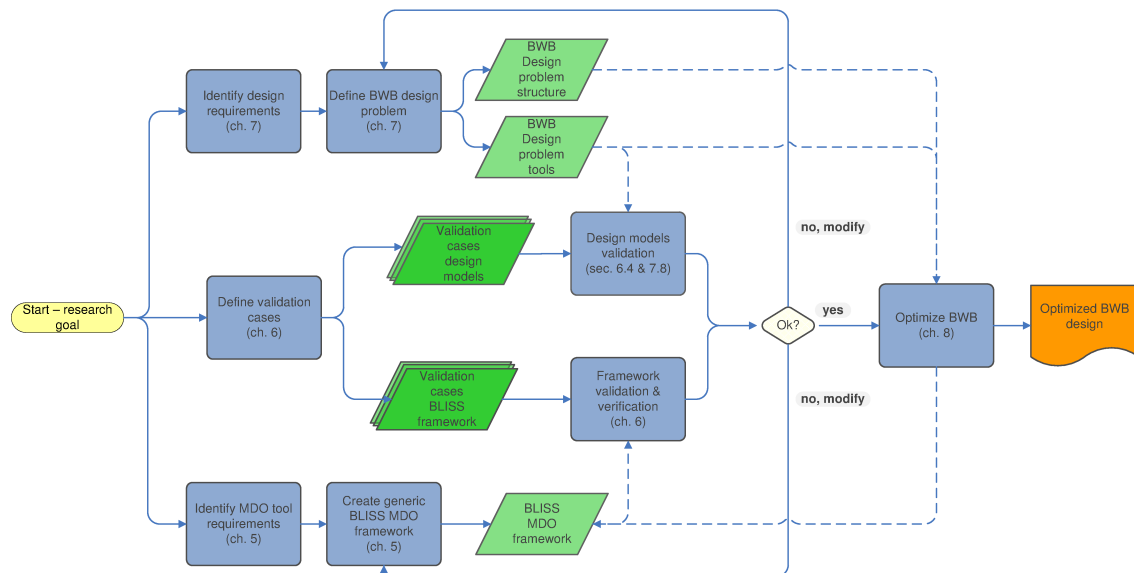 BWB
Design
problem
structure
Identify design
requirements
(ch. 7)
Define BWB design
problem
(ch. 7)
BWB
Design
problem
tools
Validation
cases
design
models
Design models
validation
(sec. 6.4 & 7.8)
no, modify
Start – research
goal
Define validation
cases
(ch. 6)
Ok?
yes
Optimize BWB
(ch. 8)
Optimized BWB
design
Validation
cases
BLISS
framework
Framework
validation &
verification
(ch. 6)
no, modify
Identify MDO tool
requirements
(ch. 5)
Create generic
BLISS MDO
framework
(ch. 5)
BLISS
MDO
framework